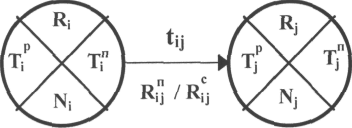 R_i
T_i^p T_i^n
N_i
t_ij
R_ij^п / R_ij^c
R_j
T_j^p T_j^п
N_j